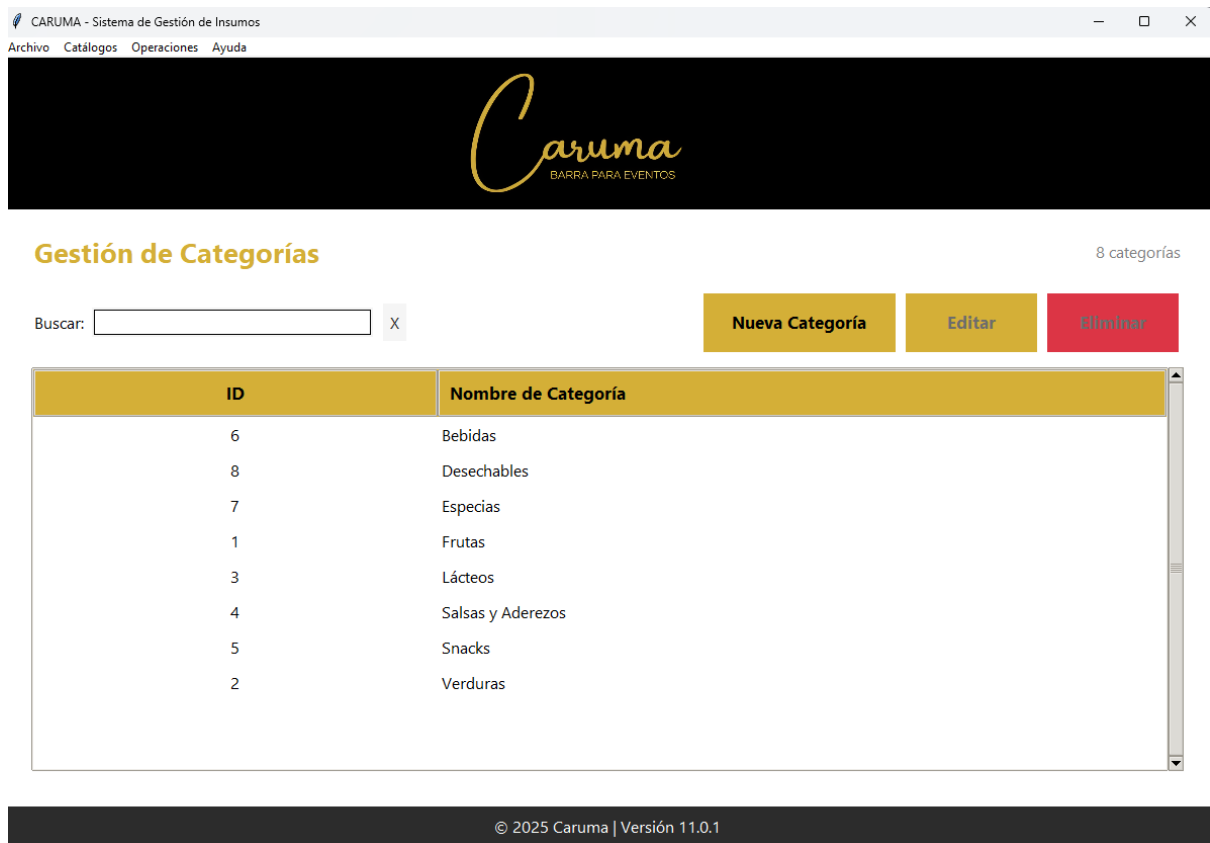 CARUMA - Sistema de Gestión de Insumos
Archivo Catálogos Operaciones Ayuda
Caruma
BARRA PARA EVENTOS
Gestión de Categorías
8 categorías
Buscar: X Nueva Categoría Editar Eliminar
ID Nombre de Categoría
6 Bebidas
8 Desechables
7 Especias
1 Frutas
3 Lácteos
4 Salsas y Aderezos
5 Snacks
2 Verduras
© 2025 Caruma | Versión 11.0.1